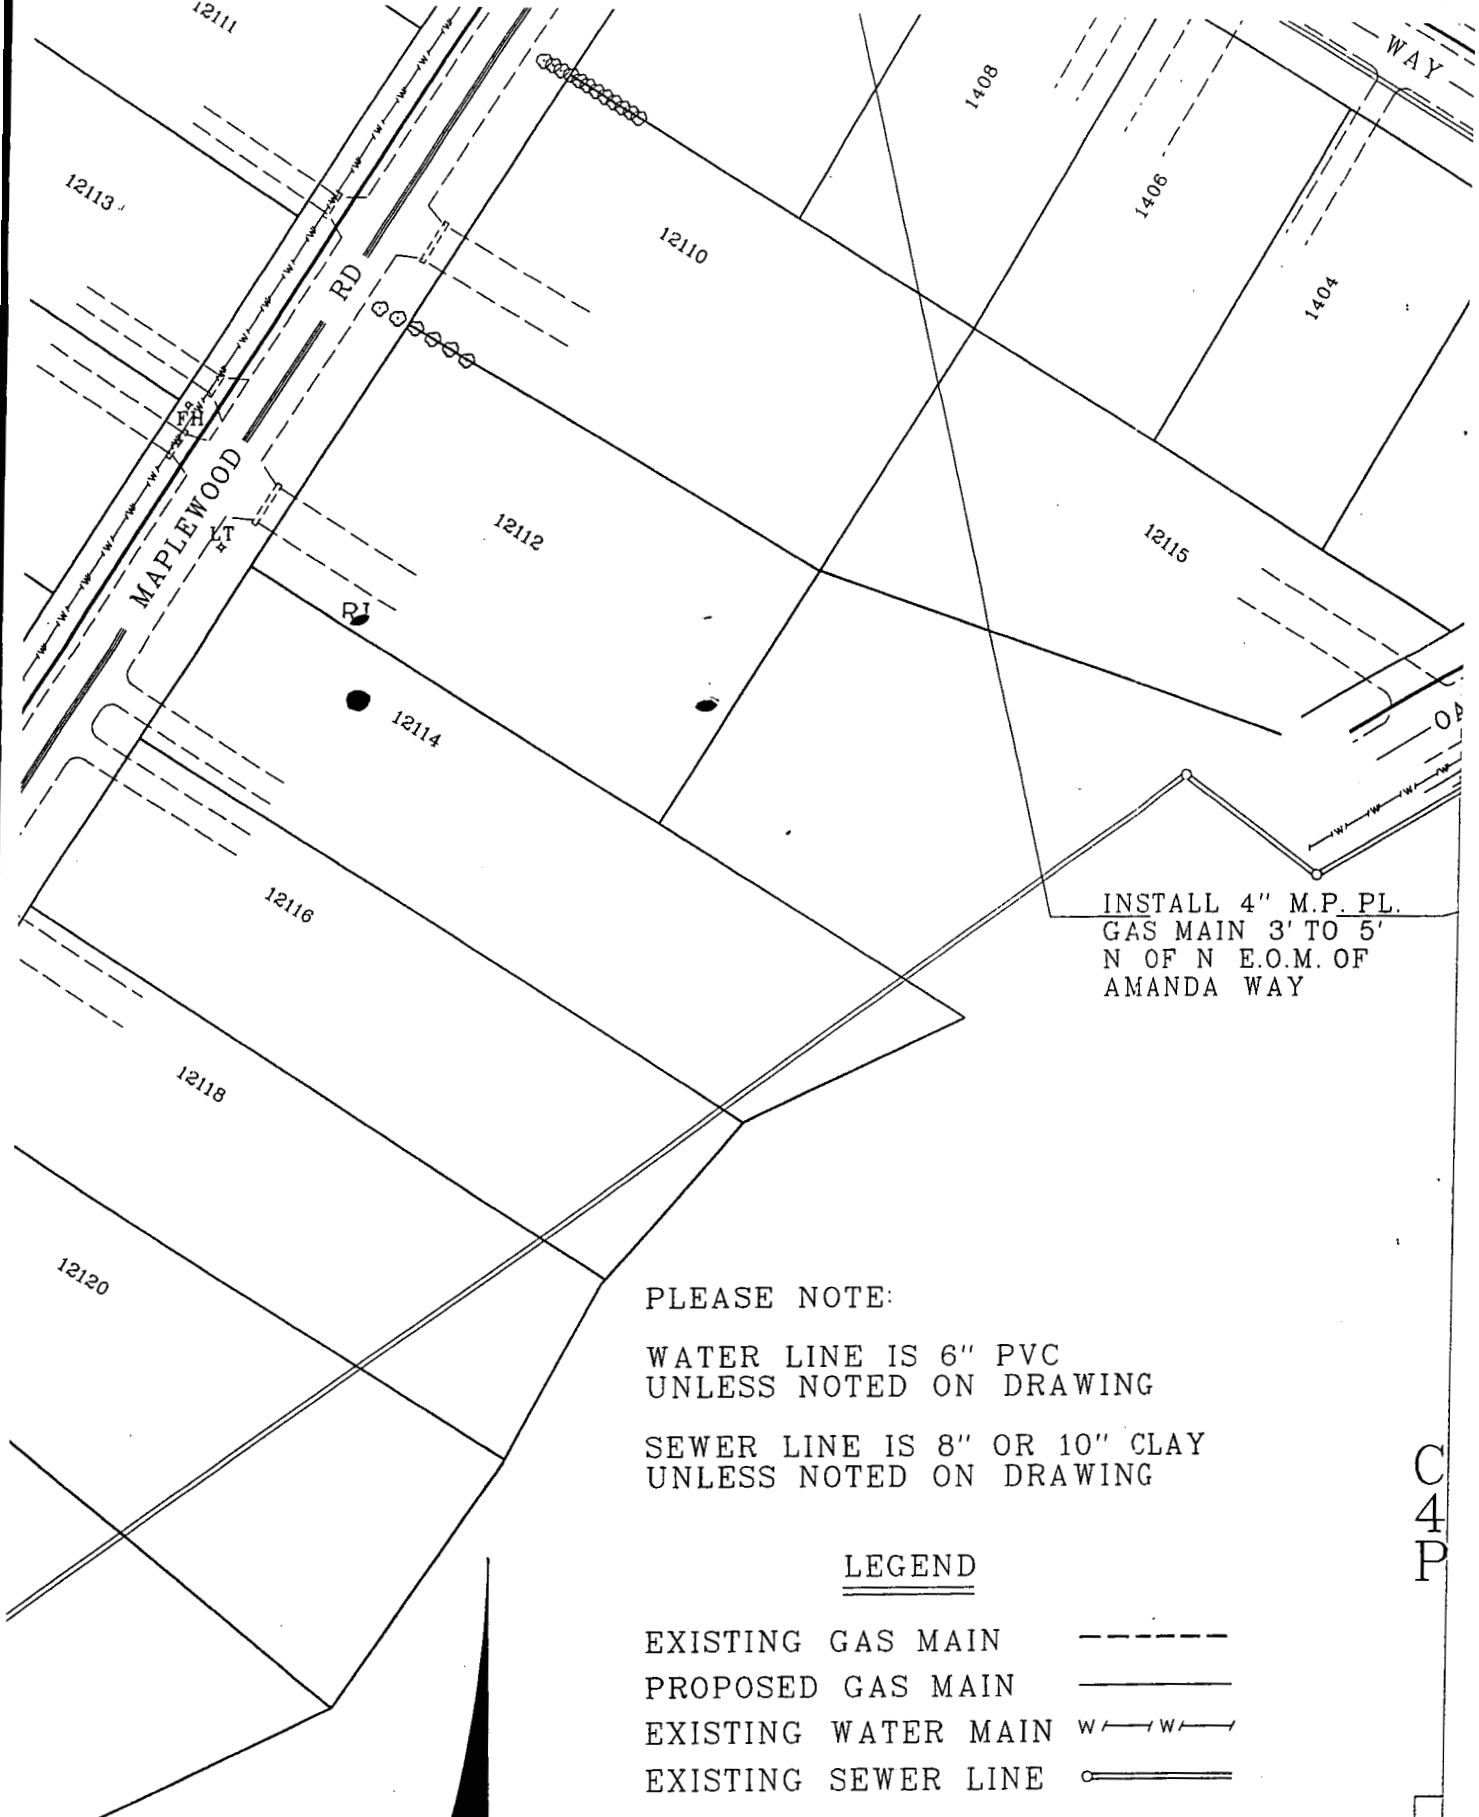 12111
WAY
1408
12113
1406
12110
RD
1404
FH
MAPLEWOOD
12112
LT
12115
12114
12116
INSTALL 4" M.P. PL.
GAS MAIN 3' TO 5'
N OF N E.O.M. OF
AMANDA WAY
12118
12120
PLEASE NOTE:
WATER LINE IS 6" PVC
UNLESS NOTED ON DRAWING
SEWER LINE IS 8" OR 10" CLAY
UNLESS NOTED ON DRAWING
C
4
P
LEGEND
EXISTING GAS MAIN
PROPOSED GAS MAIN
EXISTING WATER MAIN W W
EXISTING SEWER LINE